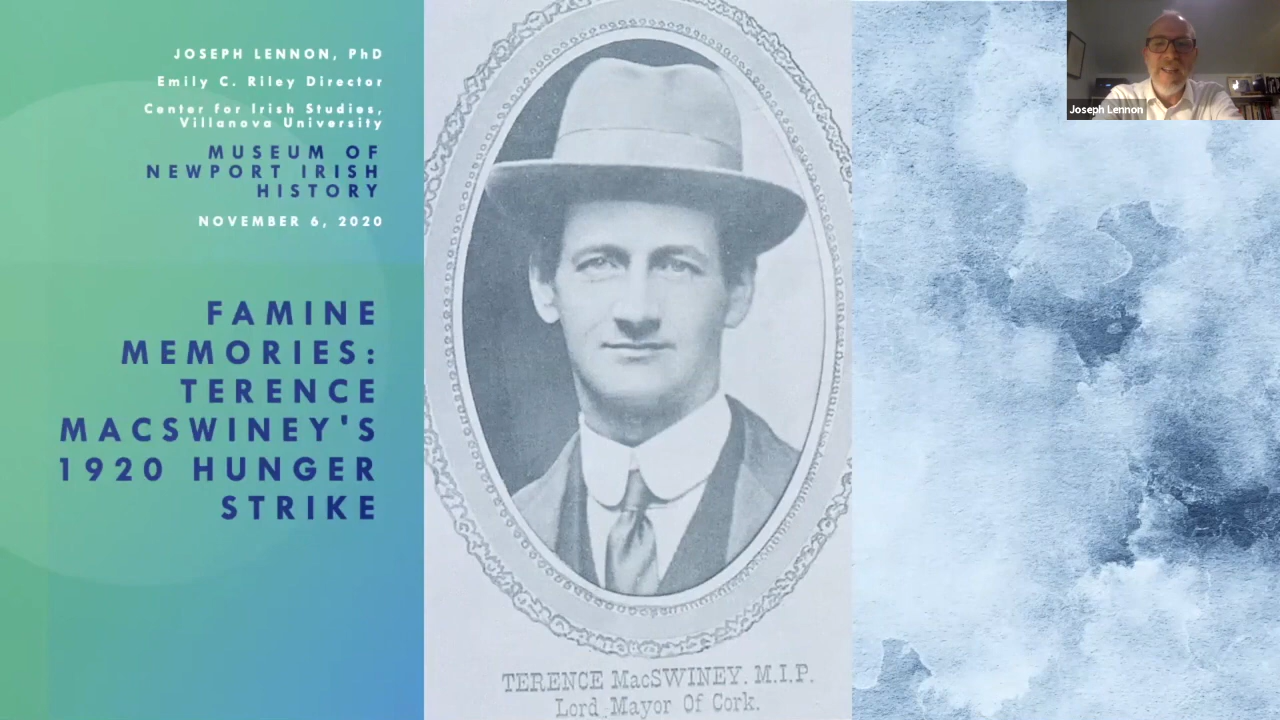 JOSEPH LENNON, PhD
Emily C. Riley Director
Center for Irish Studies,
Villanova University
MUSEUM OF
NEWPORT IRISH
HISTORY
NOVEMBER 6, 2020
FAMINE
MEMORIES:
TERENCE
MACSWINEY'S
1920 HUNGER
STRIKE
TERENCE MacSWINEY. M.I.P.
Lord Mayor Of Cork.
Joseph Lennon